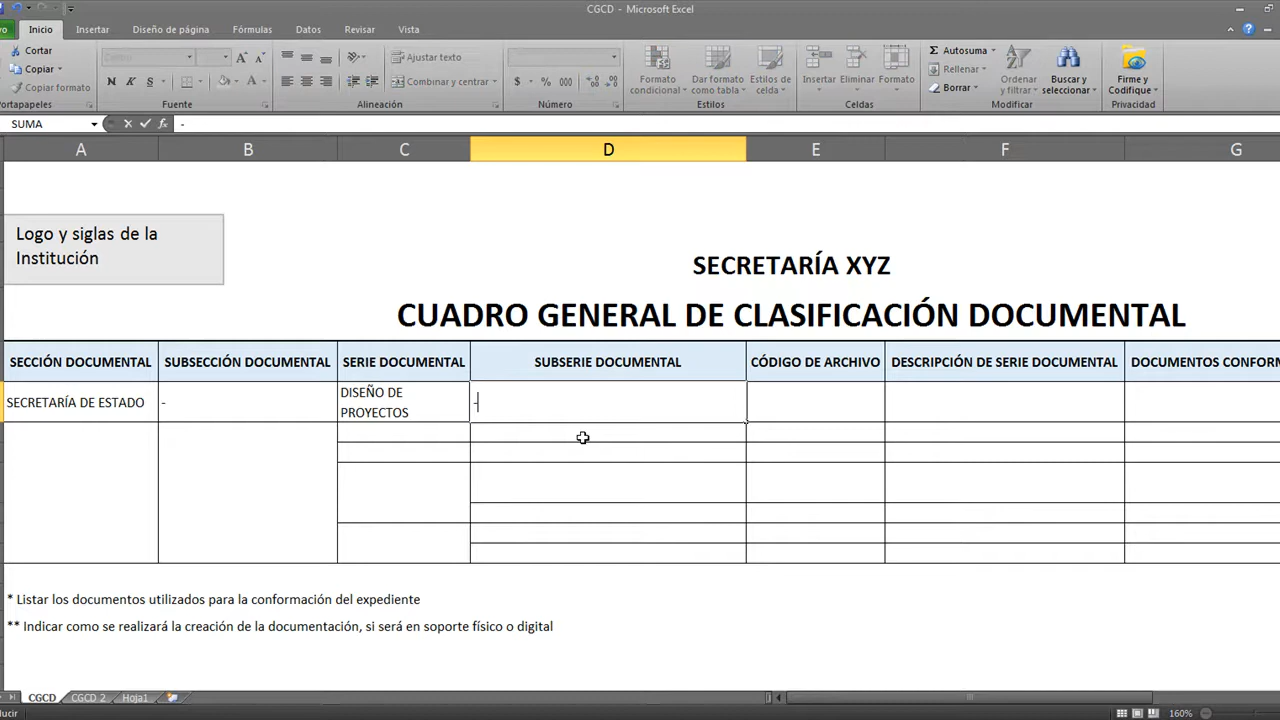 CGCD - Microsoft Excel
Inicio Insertar Diseño de página Fórmulas Datos Revisar Vista
Cortar
Copiar
Copiar formato
Ajustar texto
Combinar y centrar
N K S
A A
$ % 000
Formato condicional
Dar formato como tabla
Estilos de celda
Insertar Eliminar Formato
Autosuma
Rellenar
Borrar
Ordenar y filtrar
Buscar y seleccionar
Firme y Codifique
Fuente Alineación Número Estilos Celdas Modificar Privacidad
SUMA fx -
A B C D E F G
Logo y siglas de la
Institución
SECRETARÍA XYZ
CUADRO GENERAL DE CLASIFICACIÓN DOCUMENTAL
SECCIÓN DOCUMENTAL SUBSECCIÓN DOCUMENTAL SERIE DOCUMENTAL SUBSERIE DOCUMENTAL CÓDIGO DE ARCHIVO DESCRIPCIÓN DE SERIE DOCUMENTAL DOCUMENTOS CONFORM
SECRETARÍA DE ESTADO - DISEÑO DE PROYECTOS -
* Listar los documentos utilizados para la conformación del expediente
** Indicar como se realizará la creación de la documentación, si será en soporte físico o digital
CGCD CGCD 2 Hoja1
160%